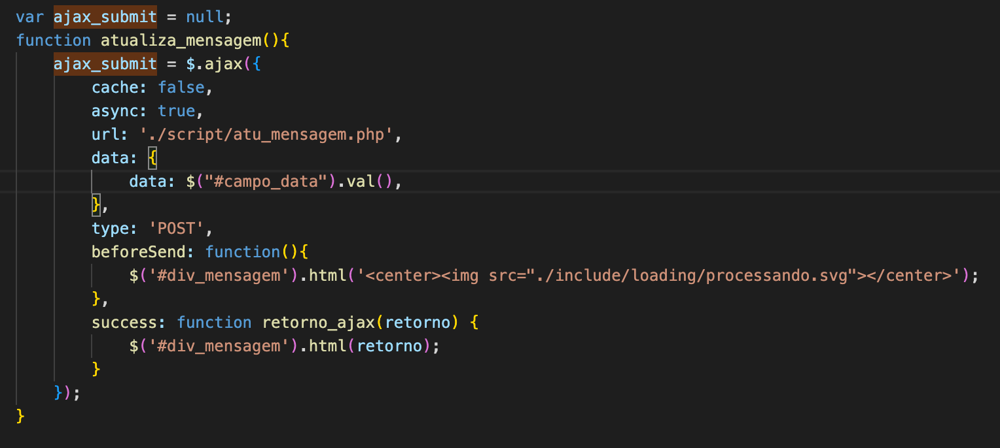 var ajax_submit = null;
function atualiza_mensagem(){
    ajax_submit = $.ajax({
        cache: false,
        async: true,
        url: './script/atu_mensagem.php',
        data: {
            data: $("#campo_data").val(),
        },
        type: 'POST',
        beforeSend: function(){
            $('#div_mensagem').html('<center><img src="./include/loading/processando.svg"></center>');
        },
        success: function retorno_ajax(retorno) {
            $('#div_mensagem').html(retorno);
        }
    });
}